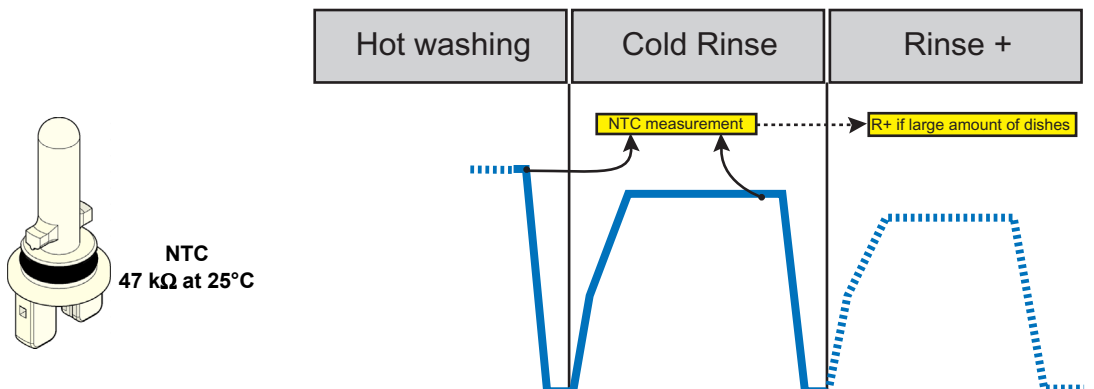 Hot washing
Cold Rinse
Rinse +
NTC measurement
R+ if large amount of dishes
NTC
47 kΩ at 25°C